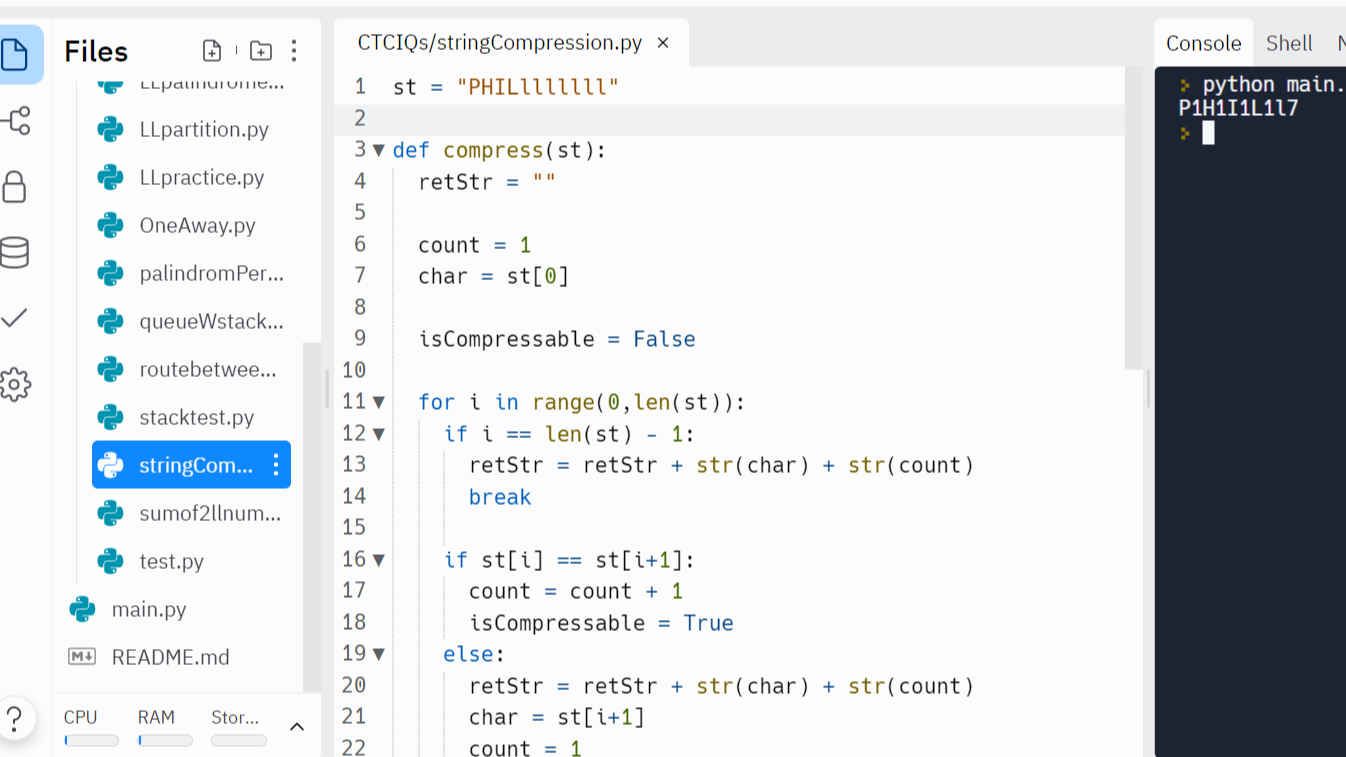 Files
LLpalindrome...
LLpartition.py
LLpractice.py
OneAway.py
palindromPer...
queueWstack...
routebetwee...
stacktest.py
stringCom...
sumof2llnum...
test.py
main.py
M README.md
CPU RAM Stor...
?
CTCIQs/stringCompression.py ×
1 st = "PHILlllllll"
2
3 def compress(st):
4 retStr = ""
5
6 count = 1
7 char = st[0]
8
9 isCompressable = False
10
11 for i in range(0,len(st)):
12 if i == len(st) - 1:
13 retStr = retStr + str(char) + str(count)
14 break
15
16 if st[i] == st[i+1]:
17 count = count + 1
18 isCompressable = True
19 else:
20 retStr = retStr + str(char) + str(count)
21 char = st[i+1]
22 count = 1
Console Shell N
python main.
P1H1I1L1l7